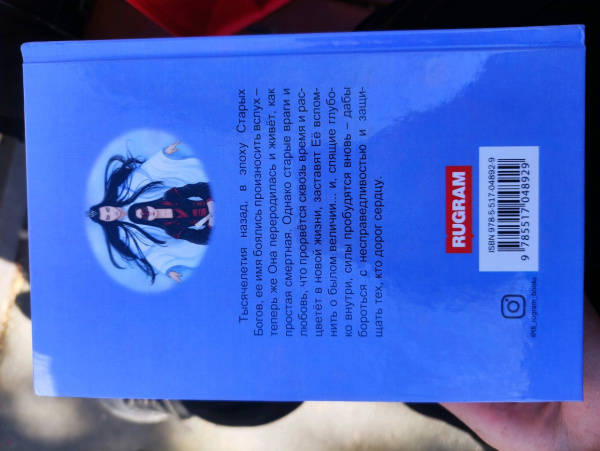 Тысячелетия назад, в эпоху Старых
Богов, ее имя боялись произносить вслух –
теперь же Она переродилась и живёт, как
простая смертная. Однако старые враги и
любовь, что прорвётся сквозь время и рас-
цветёт в новой жизни, заставят Её вспом-
нить о былом величии... и, спящие глубо-
ко внутри, силы пробудятся вновь – дабы
бороться с несправедливостью и защи-
щать тех, кто дорог сердцу.
RUGRAM
ISBN 978-5-517-04892-9
9 785517 048929